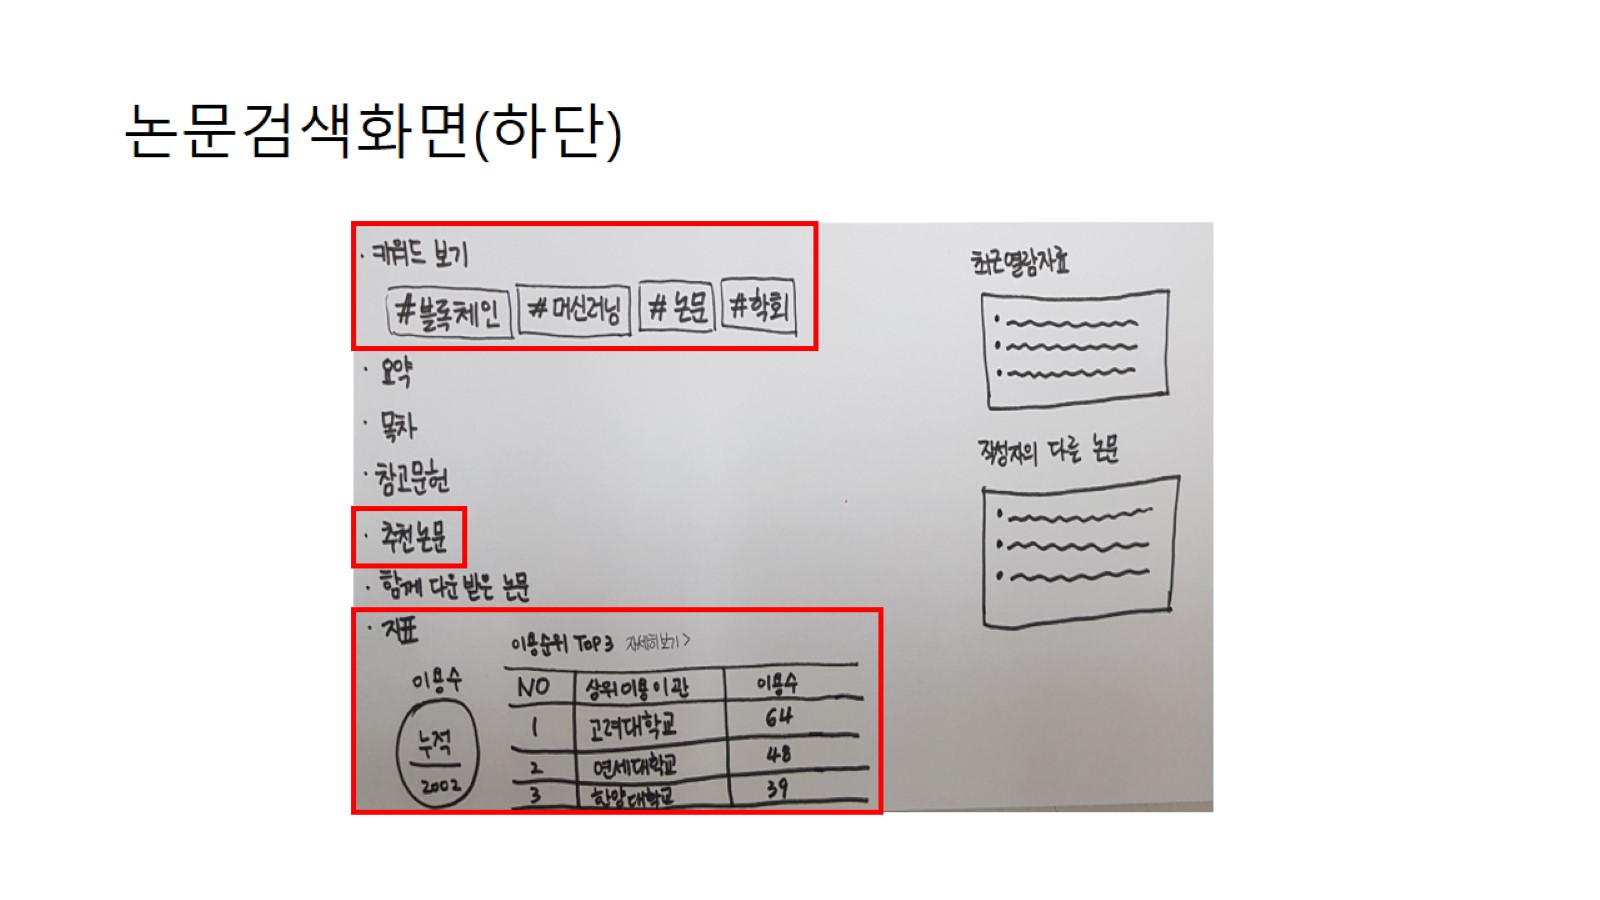 논문검색화면(하단)
· 키워드 보기
#블록체인 #머신러닝 #논문 #학회
· 요약
· 목차
· 참고문헌
· 추천논문
· 함께 다운받은 논문
· 지표
이용수
누적
2002
이용순위 TOP3 자세히보기 >
NO 상위이용이관 이용수
1 고려대학교 64
2 연세대학교 48
3 한양대학교 39
최근열람자료
작성자의 다른 논문